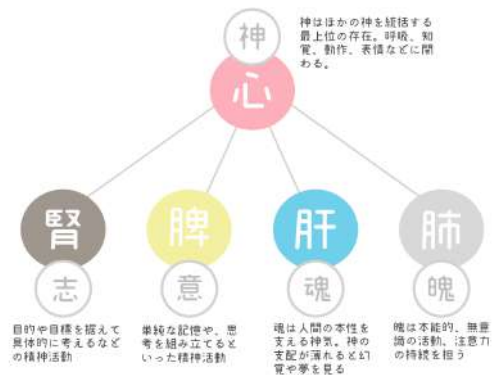 神
神はほかの神を統括する
最上位の存在。呼吸、知
覚、動作、表情などに関
わる。
心
腎
志
目的や目標を据えて
具体的に考えるなど
の精神活動
脾
意
単純な記憶や、思
考を組み立てると
いった精神活動
肝
魂
魂は人間の本性を
支える神気。神の
支配が薄れると幻
覚や夢を見る
肺
魄
魄は本能的、無意
識の活動、注意力
の持続を担う